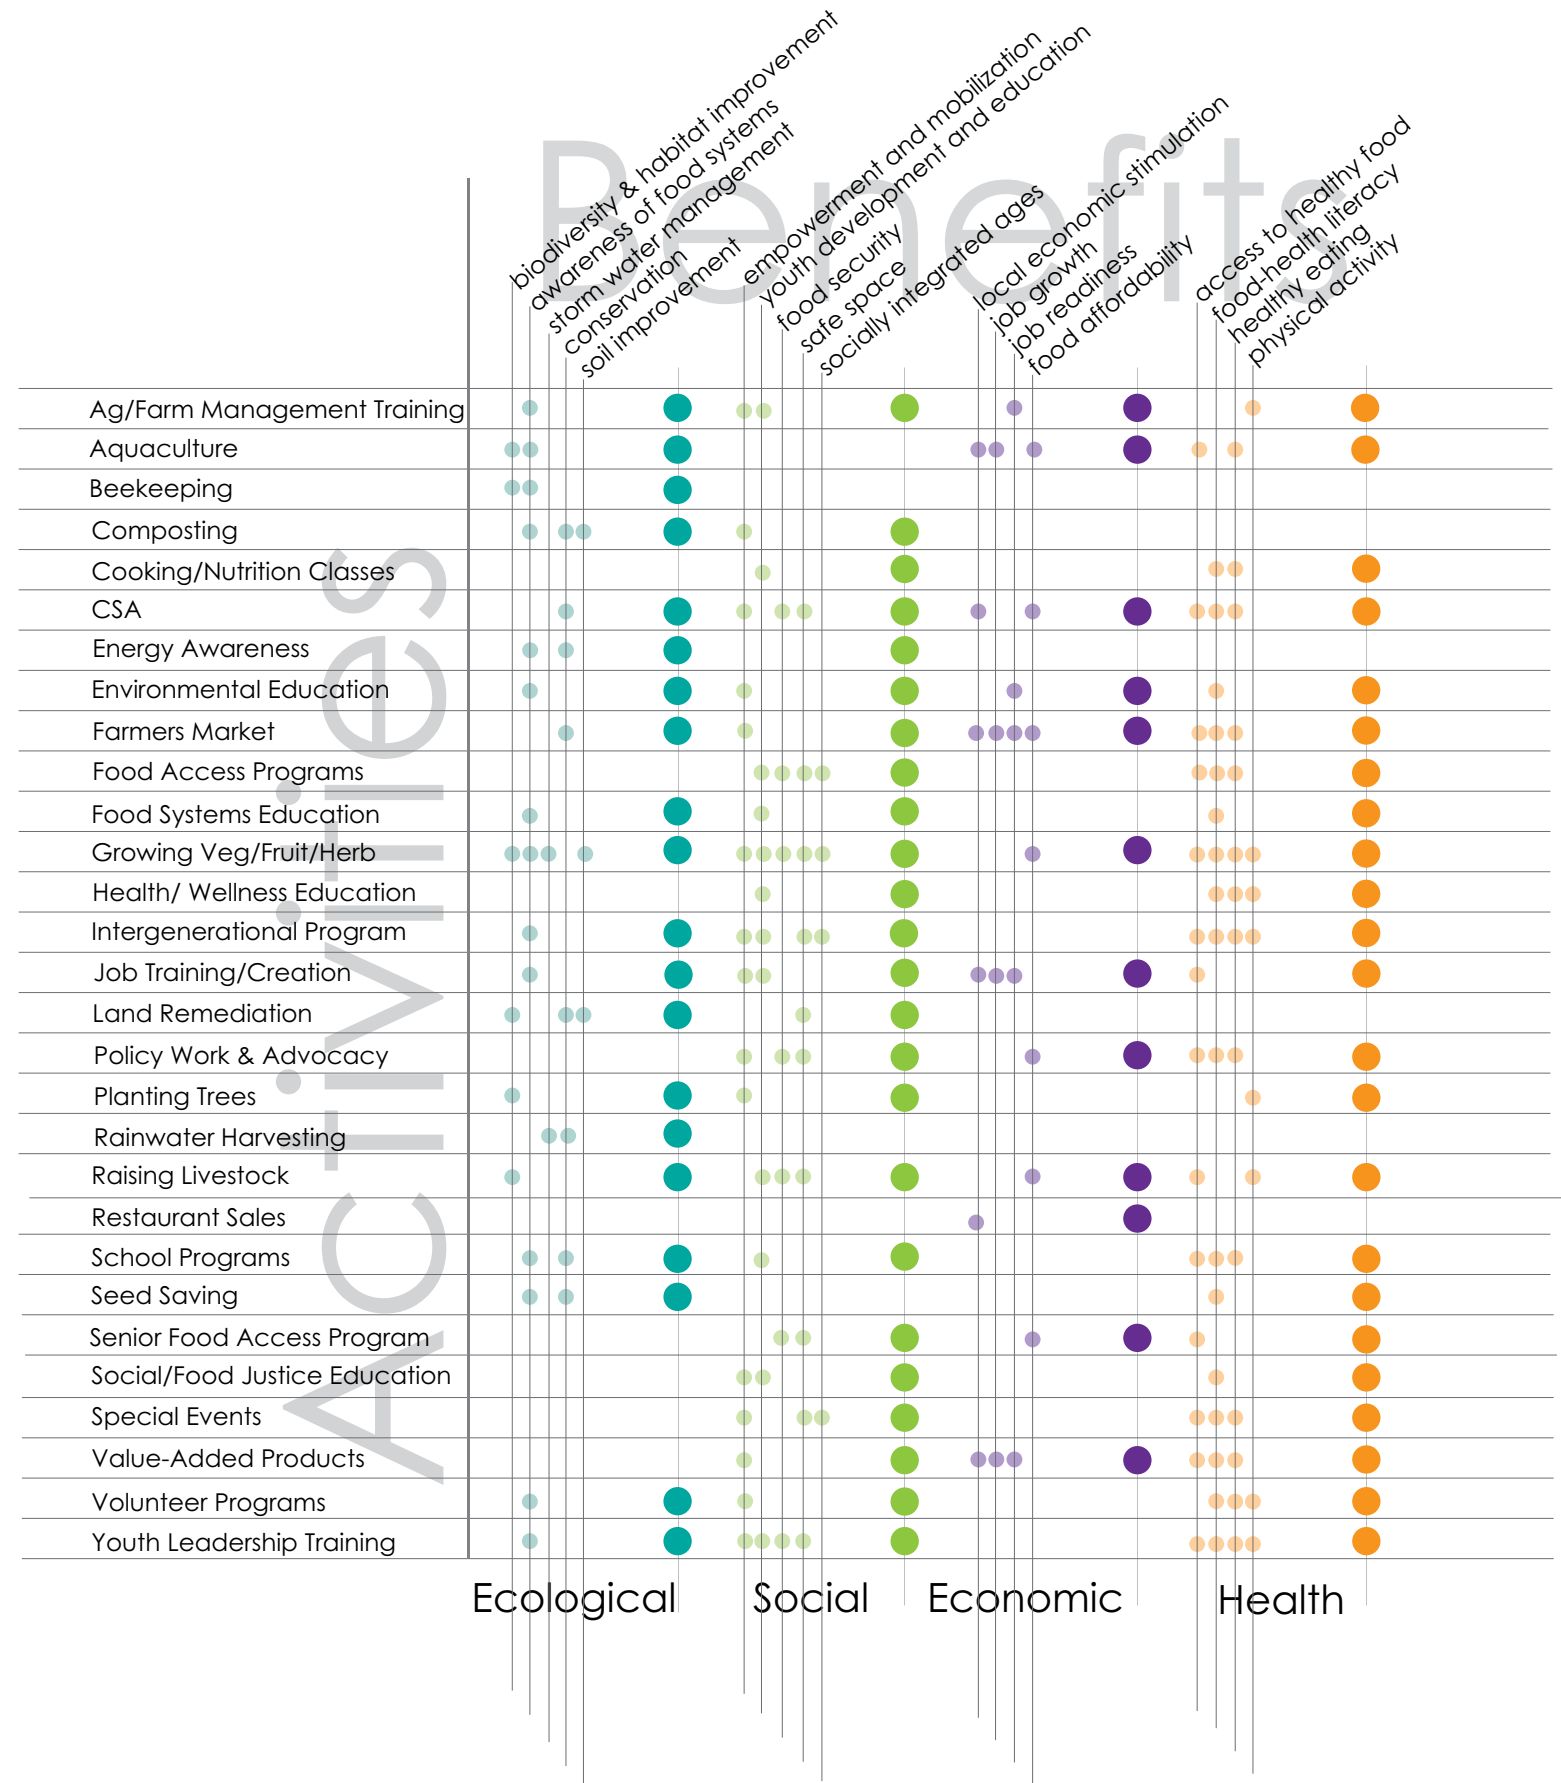 Benefits
biodiversity & habitat improvement
awareness of food systems
storm water management
conservation
soil improvement
empowerment and mobilization
youth development and education
food security
safe space
socially integrated ages
local economic stimulation
job growth
job readiness
food affordability
access to healthy food
food-health literacy
healthy eating
physical activity
Activities
Ag/Farm Management Training
Aquaculture
Beekeeping
Composting
Cooking/Nutrition Classes
CSA
Energy Awareness
Environmental Education
Farmers Market
Food Access Programs
Food Systems Education
Growing Veg/Fruit/Herb
Health/ Wellness Education
Intergenerational Program
Job Training/Creation
Land Remediation
Policy Work & Advocacy
Planting Trees
Rainwater Harvesting
Raising Livestock
Restaurant Sales
School Programs
Seed Saving
Senior Food Access Program
Social/Food Justice Education
Special Events
Value-Added Products
Volunteer Programs
Youth Leadership Training
Ecological Social Economic Health